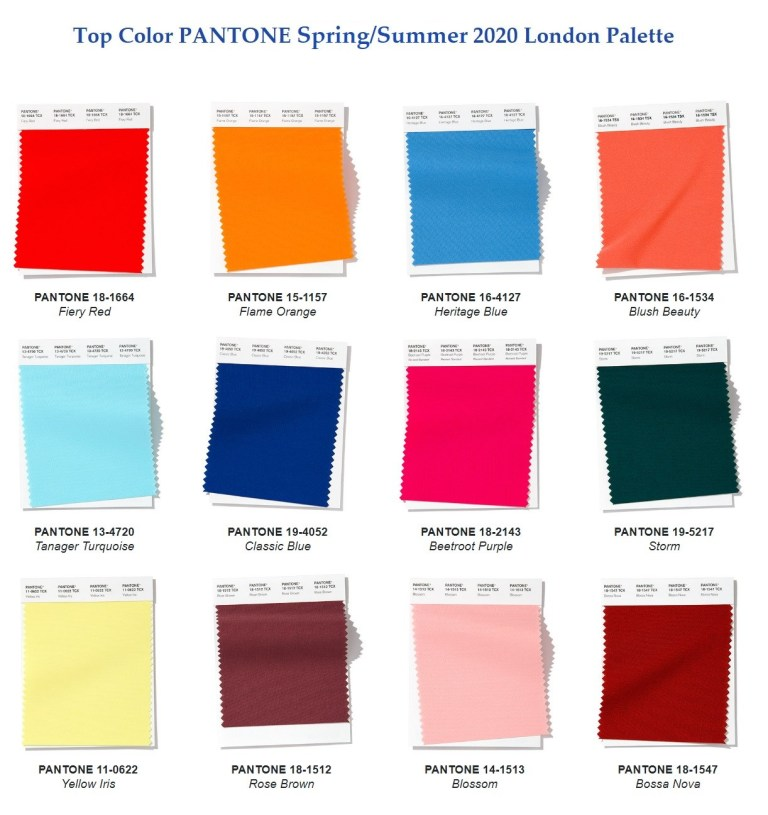 Top Color PANTONE Spring/Summer 2020 London Palette
PANTONE 18-1664
Fiery Red
PANTONE 15-1157
Flame Orange
PANTONE 16-4127
Heritage Blue
PANTONE 16-1534
Blush Beauty
PANTONE 13-4720
Tanager Turquoise
PANTONE 19-4052
Classic Blue
PANTONE 18-2143
Beetroot Purple
PANTONE 19-5217
Storm
PANTONE 11-0622
Yellow Iris
PANTONE 18-1512
Rose Brown
PANTONE 14-1513
Blossom
PANTONE 18-1547
Bossa Nova